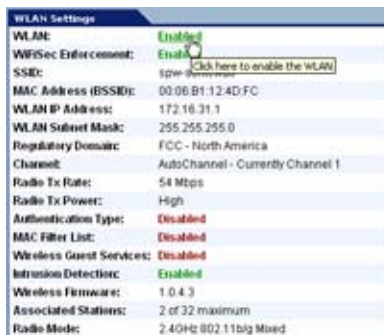 WLAN Settings
WLAN: Enabled
WiFiSec Enforcement:
Click here to enable the WLAN
SSID:
MAC Address (BSSID): 00:06:B1:12:4D:FC
WLAN IP Address: 172.16.31.1
WLAN Subnet Mask: 255.255.255.0
Regulatory Domain: FCC - North America
Channel: AutoChannel - Currently Channel 1
Radio Tx Rate: 54 Mbps
Radio Tx Power: High
Authentication Type: Disabled
MAC Filter List: Disabled
Wireless Guest Services: Disabled
Intrusion Detection: Enabled
Wireless Firmware: 1.0.4.3
Associated Stations: 2 of 32 maximum
Radio Mode: 2.4GHz 802.11b/g Mixed